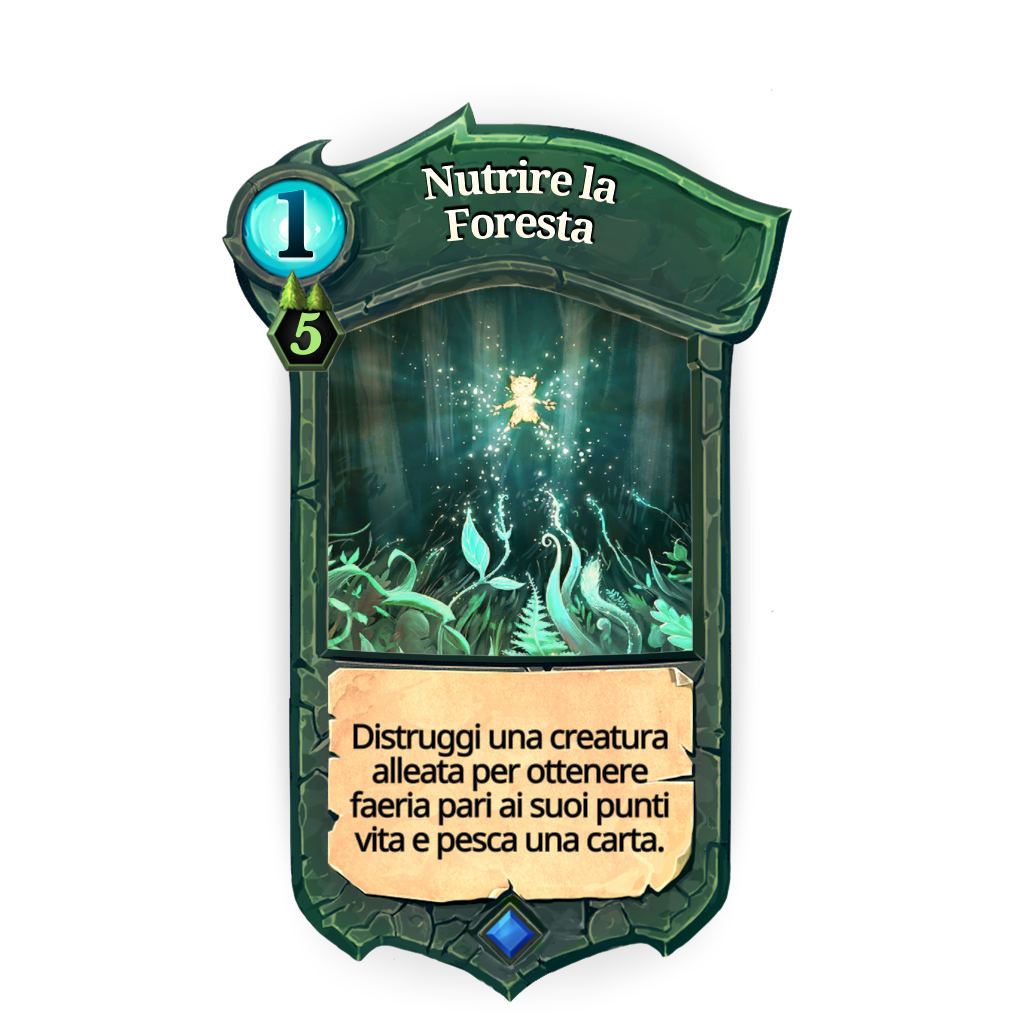 1
Nutrire la
Foresta
5
Distruggi una creatura
alleata per ottenere
faeria pari ai suoi punti
vita e pesca una carta.